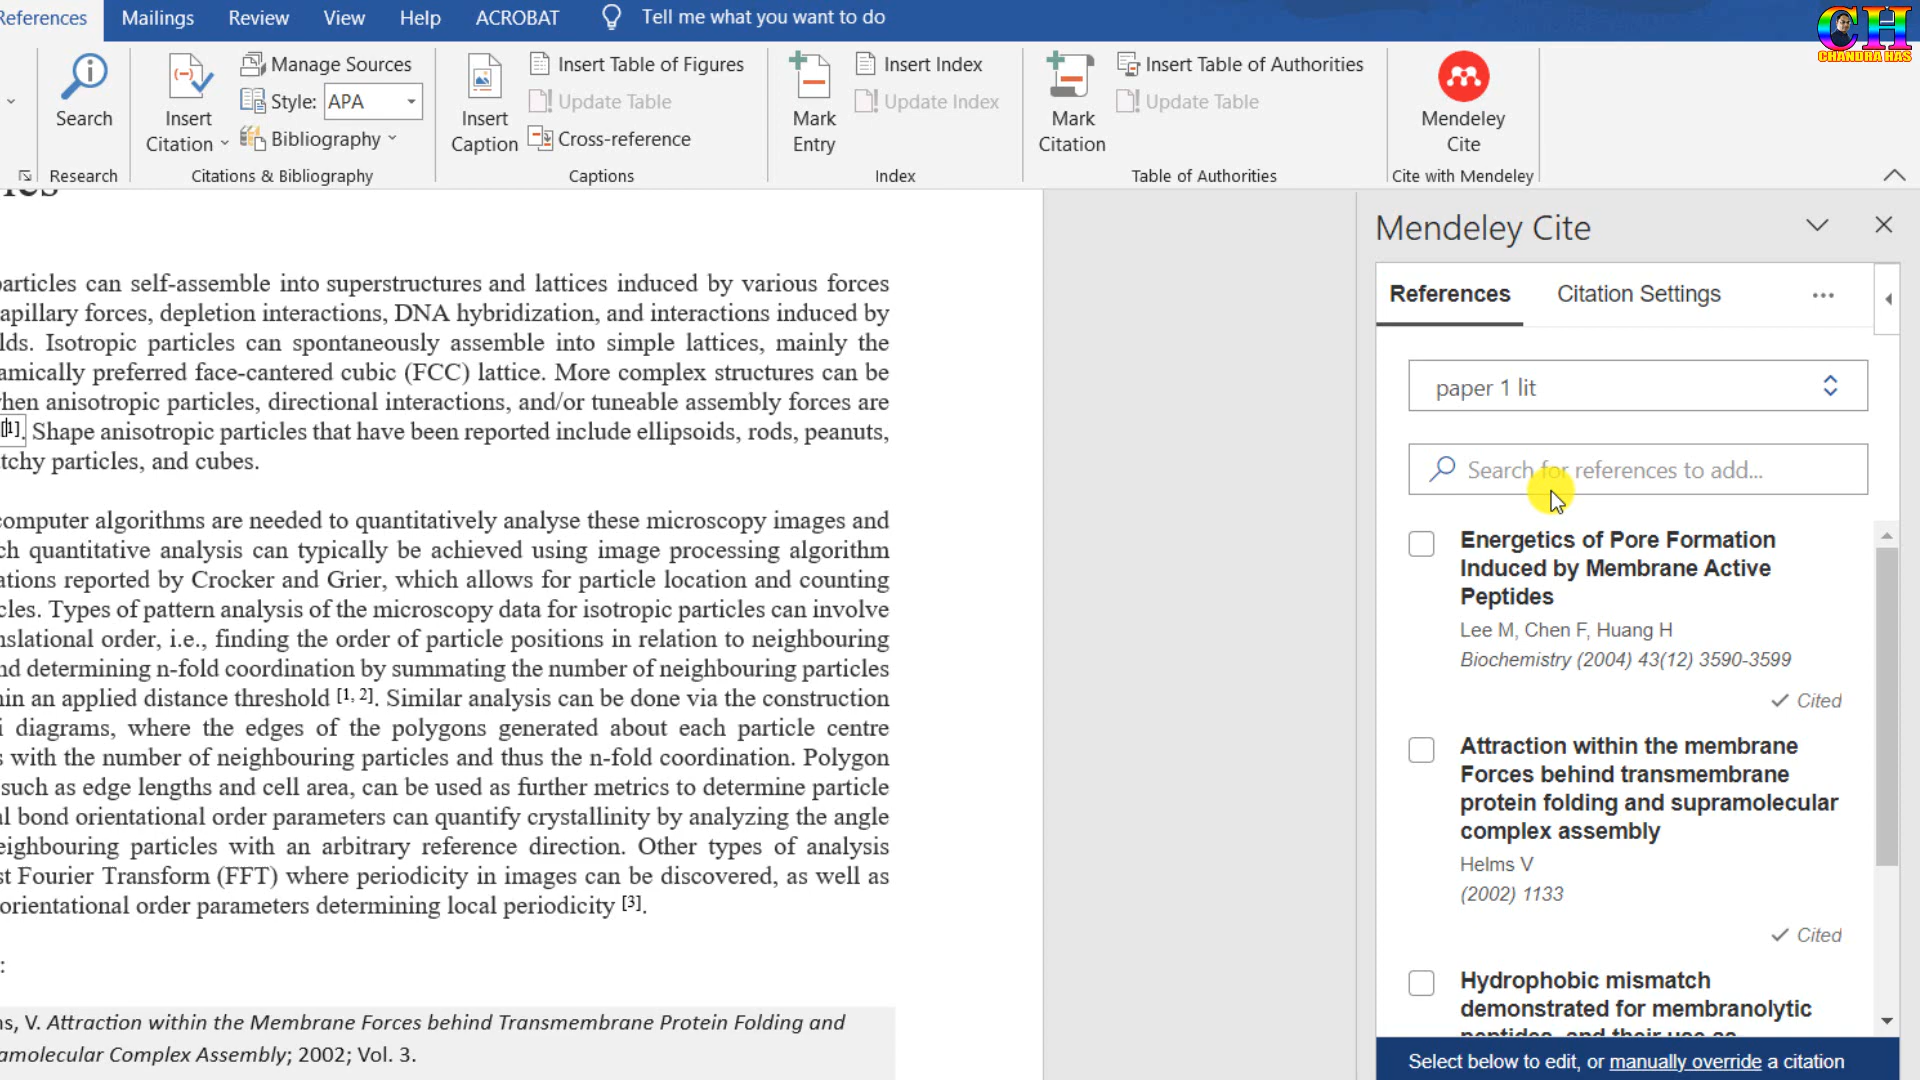 References Mailings Review View Help ACROBAT Tell me what you want to do
CH
CHANDRA HAS
Search
Research
Insert Citation
Manage Sources
Style: APA
Bibliography
Citations & Bibliography
Insert Caption
Insert Table of Figures
Update Table
Cross-reference
Captions
Mark Entry
Insert Index
Update Index
Index
Mark Citation
Insert Table of Authorities
Update Table
Table of Authorities
Mendeley Cite
Cite with Mendeley
particles can self-assemble into superstructures and lattices induced by various forces
apillary forces, depletion interactions, DNA hybridization, and interactions induced by
lds. Isotropic particles can spontaneously assemble into simple lattices, mainly the
amically preferred face-cantered cubic (FCC) lattice. More complex structures can be
when anisotropic particles, directional interactions, and/or tuneable assembly forces are
[1]. Shape anisotropic particles that have been reported include ellipsoids, rods, peanuts,
tchy particles, and cubes.
computer algorithms are needed to quantitatively analyse these microscopy images and
ch quantitative analysis can typically be achieved using image processing algorithm
ations reported by Crocker and Grier, which allows for particle location and counting
cles. Types of pattern analysis of the microscopy data for isotropic particles can involve
nslational order, i.e., finding the order of particle positions in relation to neighbouring
nd determining n-fold coordination by summating the number of neighbouring particles
hin an applied distance threshold [1, 2]. Similar analysis can be done via the construction
i diagrams, where the edges of the polygons generated about each particle centre
s with the number of neighbouring particles and thus the n-fold coordination. Polygon
such as edge lengths and cell area, can be used as further metrics to determine particle
al bond orientational order parameters can quantify crystallinity by analyzing the angle
eighbouring particles with an arbitrary reference direction. Other types of analysis
st Fourier Transform (FFT) where periodicity in images can be discovered, as well as
orientational order parameters determining local periodicity [3].
:
ns, V. Attraction within the Membrane Forces behind Transmembrane Protein Folding and
amolecular Complex Assembly; 2002; Vol. 3.
Mendeley Cite
References Citation Settings ...
paper 1 lit
Search for references to add...
Energetics of Pore Formation
Induced by Membrane Active
Peptides
Lee M, Chen F, Huang H
Biochemistry (2004) 43(12) 3590-3599
Cited
Attraction within the membrane
Forces behind transmembrane
protein folding and supramolecular
complex assembly
Helms V
(2002) 1133
Cited
Hydrophobic mismatch
demonstrated for membranolytic
peptides, and their use as
Select below to edit, or manually override a citation